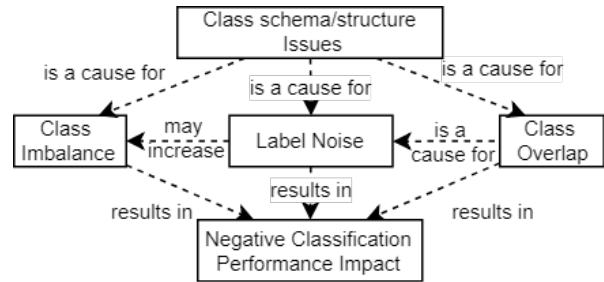 Class schema/structure
Issues
is a cause for
is a cause for
is a cause for
Class
Imbalance
may
increase
Label Noise
is a
cause for
Class
Overlap
results in
results in
results in
Negative Classification
Performance Impact